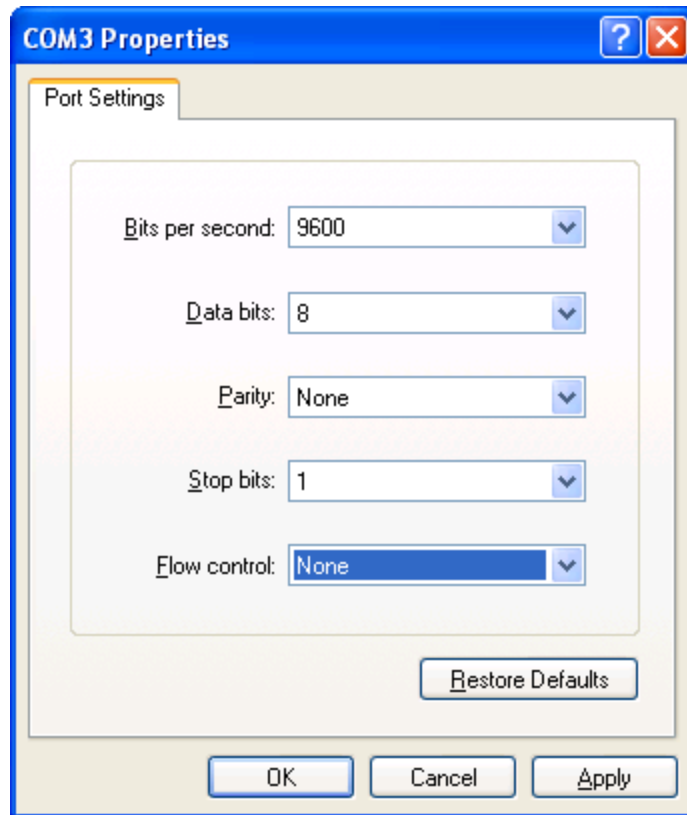 COM3 Properties
Port Settings
Bits per second: 9600
Data bits: 8
Parity: None
Stop bits: 1
Flow control: None
Restore Defaults
OK Cancel Apply